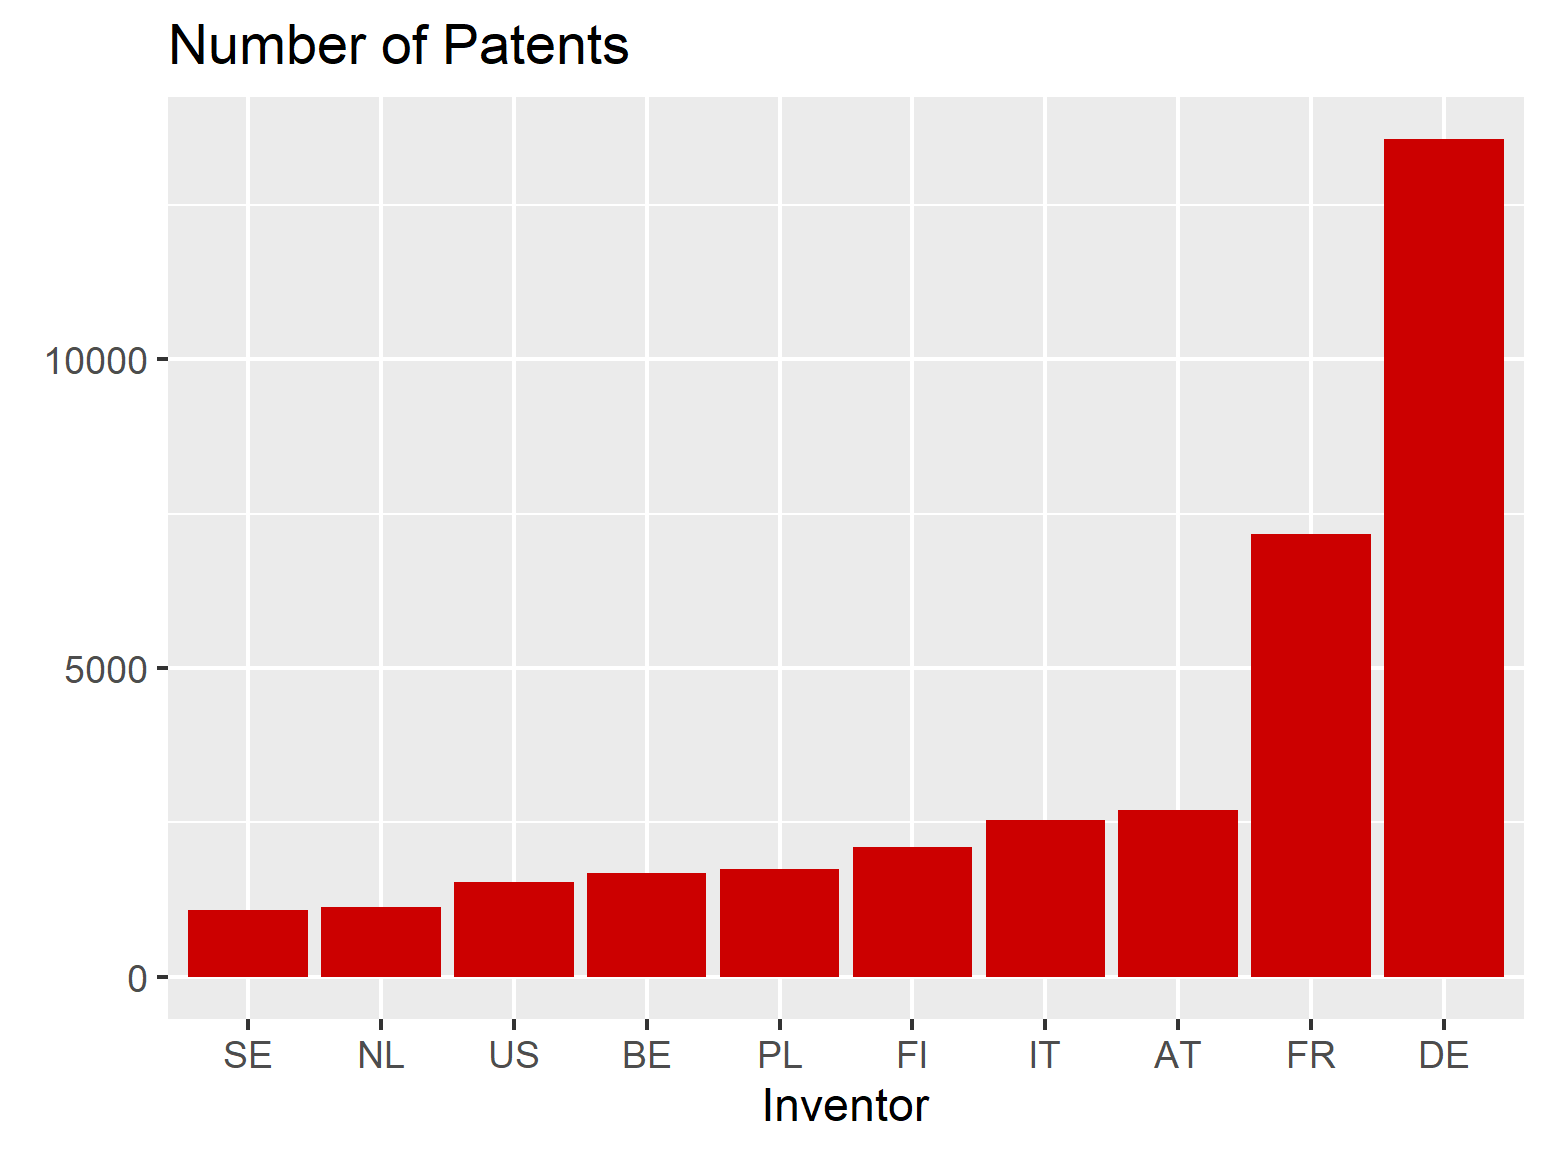 Number of Patents
10000
5000
0
SE NL US BE PL FI IT AT FR DE
Inventor